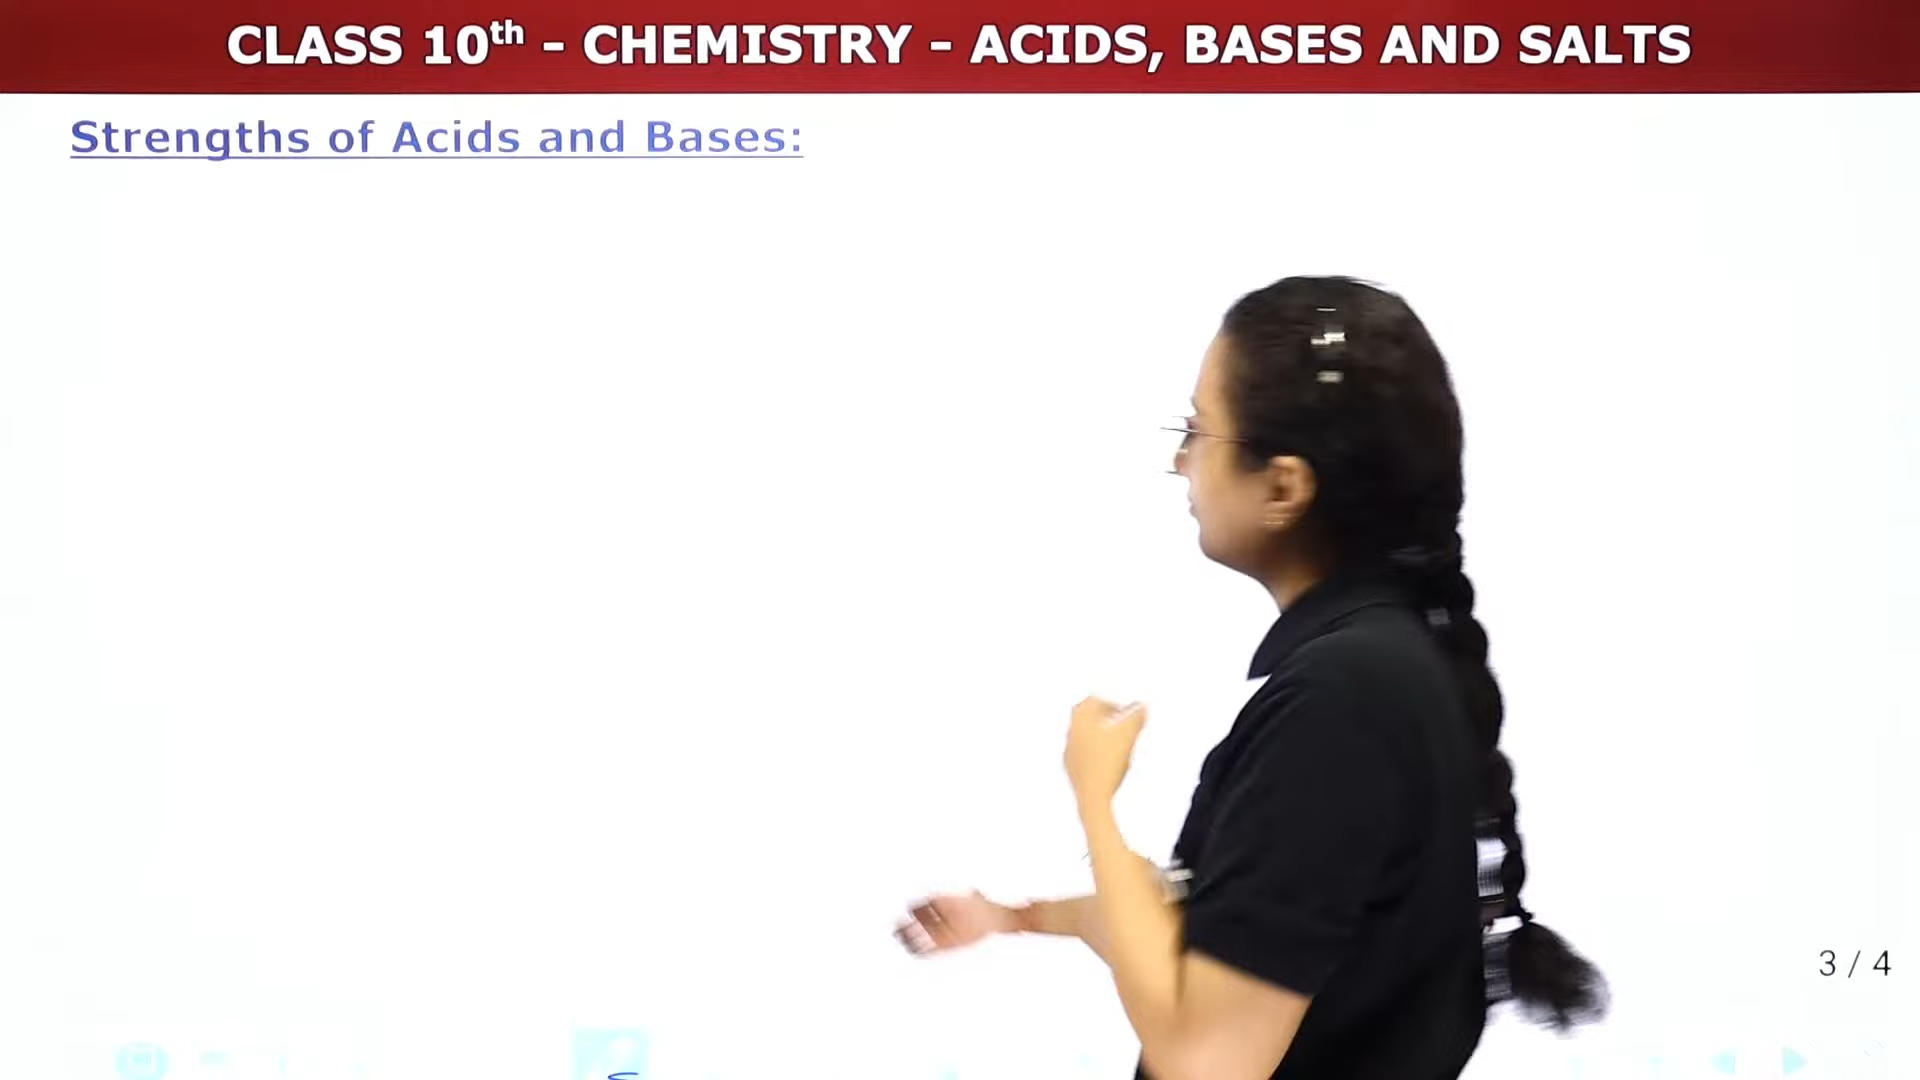 CLASS 10th - CHEMISTRY - ACIDS, BASES AND SALTS
Strengths of Acids and Bases:
3 / 4